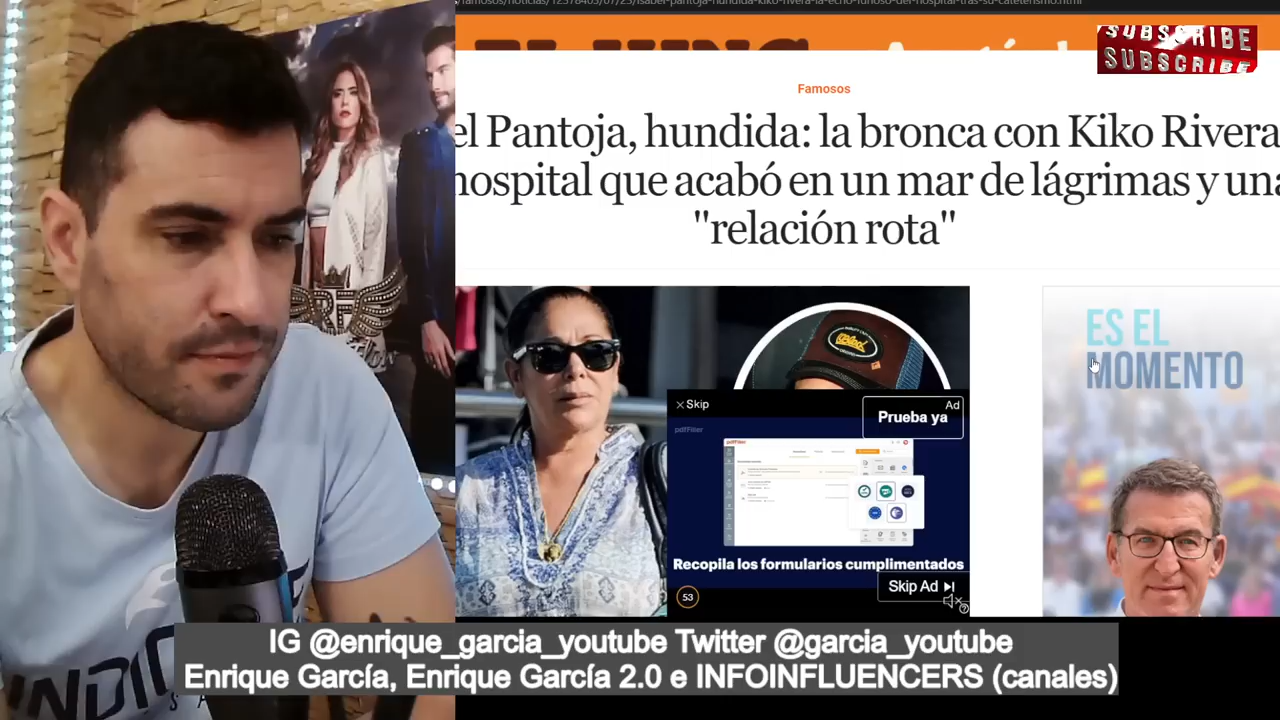 SUBSCRIBE
SUBSCRIBE
Famosos
el Pantoja, hundida: la bronca con Kiko Rivera
hospital que acabó en un mar de lágrimas y una
"relación rota"
ES EL
MOMENTO
Skip
Ad
Prueba ya
pdfFiller
Recopila los formularios cumplimentados
Skip Ad
53
IG @enrique_garcia_youtube Twitter @garcia_youtube
Enrique García, Enrique García 2.0 e INFOINFLUENCERS (canales)